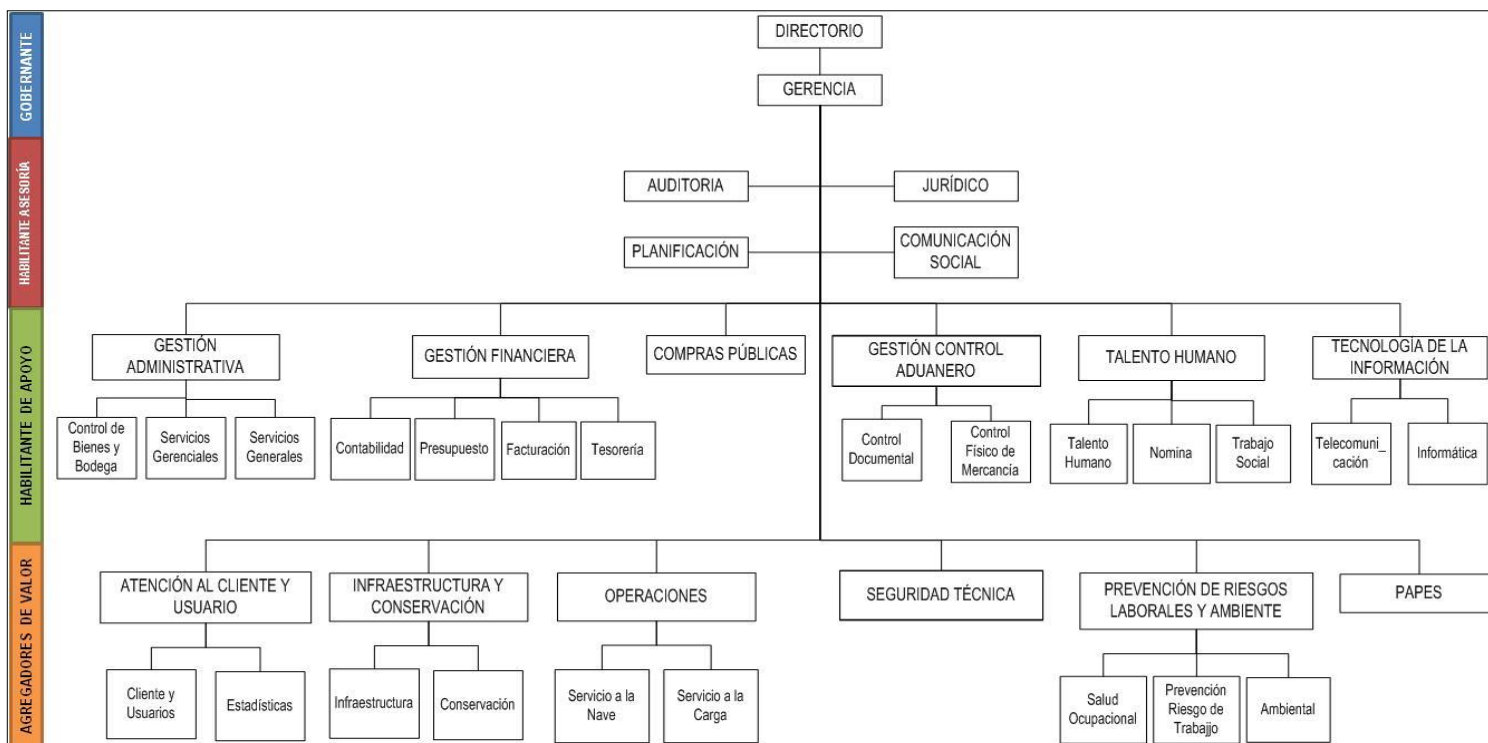 GOBERNANTE
DIRECTORIO
GERENCIA
HABILITANTE ASESORÍA
AUDITORIA
JURÍDICO
PLANIFICACIÓN
COMUNICACIÓN
SOCIAL
HABILITANTE DE APOYO
GESTIÓN
ADMINISTRATIVA
GESTIÓN FINANCIERA
COMPRAS PÚBLICAS
GESTIÓN CONTROL
ADUANERO
TALENTO HUMANO
TECNOLOGÍA DE LA
INFORMACIÓN
Control de
Bienes y
Bodega
Servicios
Gerenciales
Servicios
Generales
Contabilidad
Presupuesto
Facturación
Tesorería
Control
Documental
Control
Físico de
Mercancía
Talento
Humano
Nomina
Trabajo
Social
Telecomuni_
cación
Informática
AGREGADORES DE VALOR
ATENCIÓN AL CLIENTE Y
USUARIO
INFRAESTRUCTURA Y
CONSERVACIÓN
OPERACIONES
SEGURIDAD TÉCNICA
PREVENCIÓN DE RIESGOS
LABORALES Y AMBIENTE
PAPES
Cliente y
Usuarios
Estadísticas
Infraestructura
Conservación
Servicio a la
Nave
Servicio a la
Carga
Salud
Ocupacional
Prevención
Riesgo de
Trabajjo
Ambiental